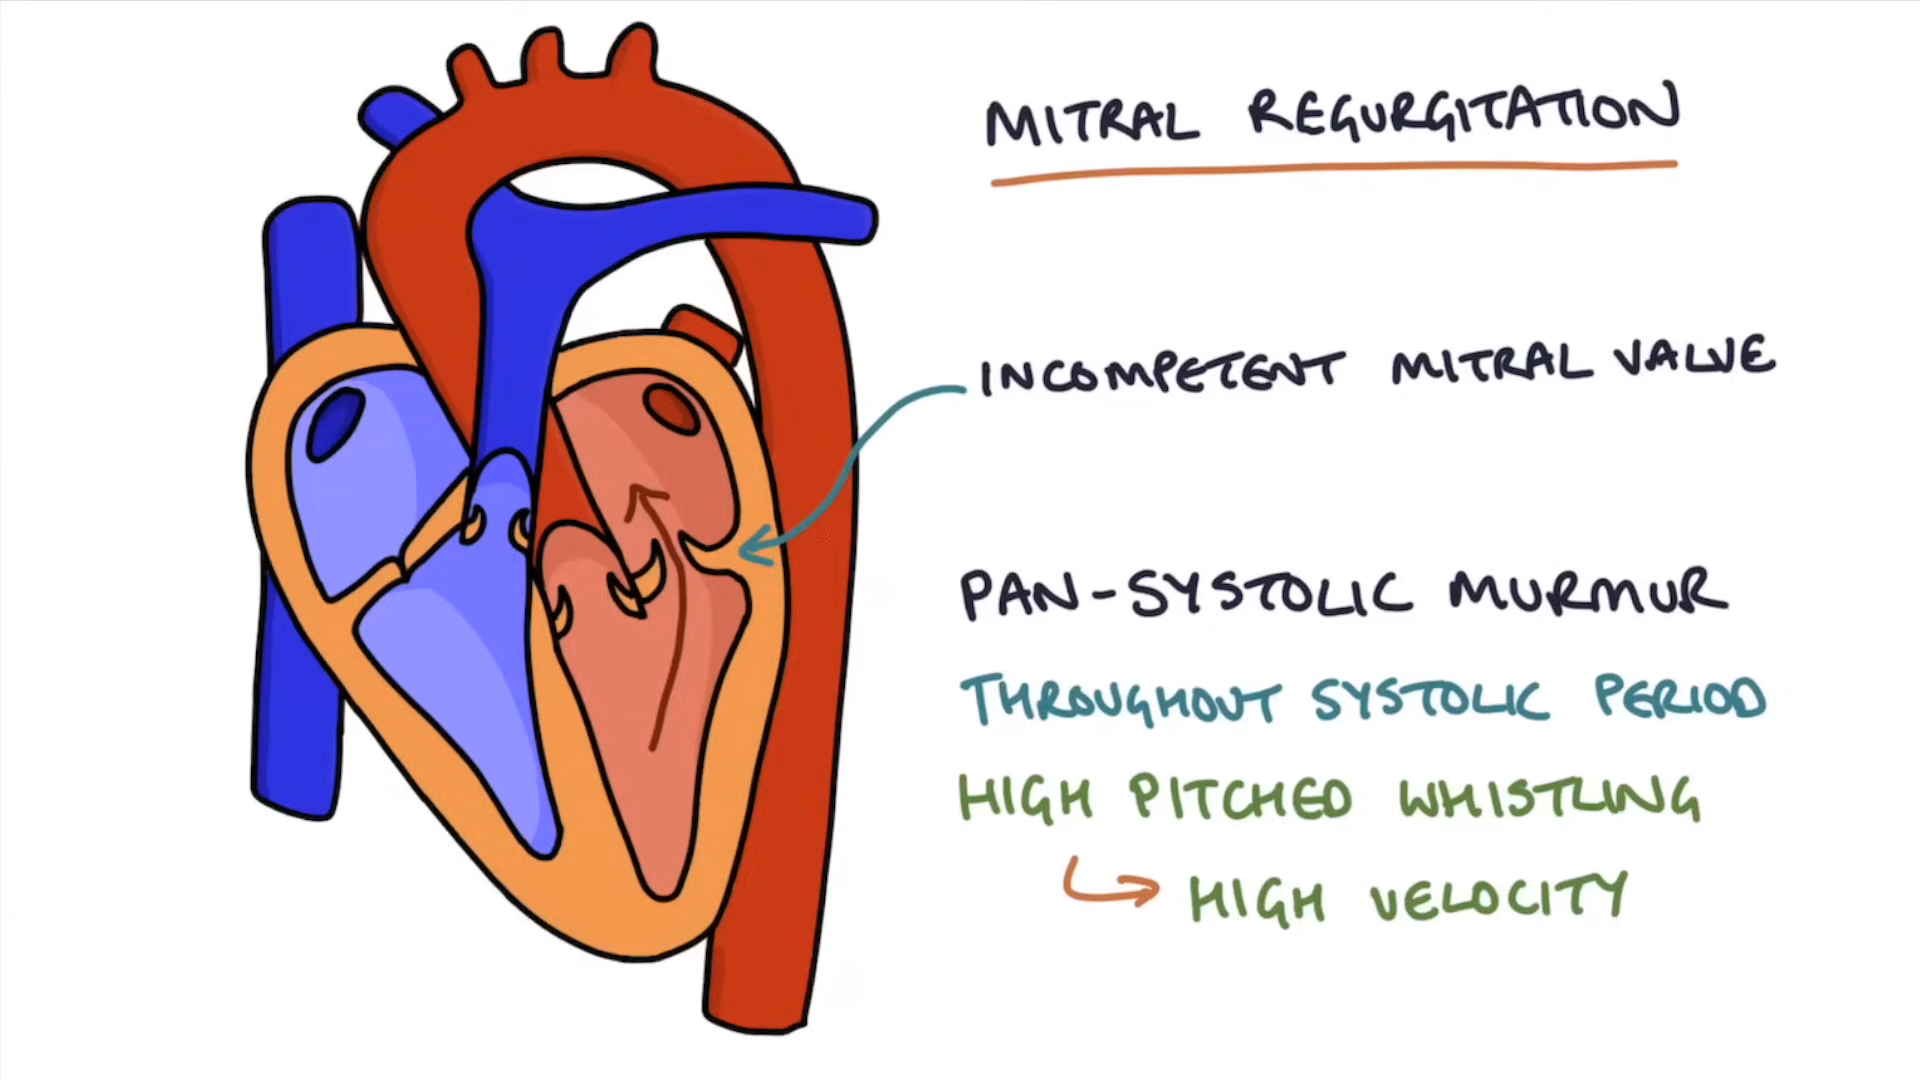 MITRAL REGURGITATION
INCOMPETENT MITRAL VALVE
PAN-SYSTOLIC MURMUR
THROUGHOUT SYSTOLIC PERIOD
HIGH PITCHED WHISTLING
HIGH VELOCITY